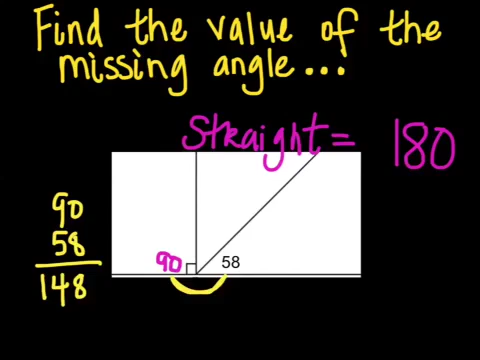 Find the value of the
missing angle...
Straight = 180
90
58
148
90
58